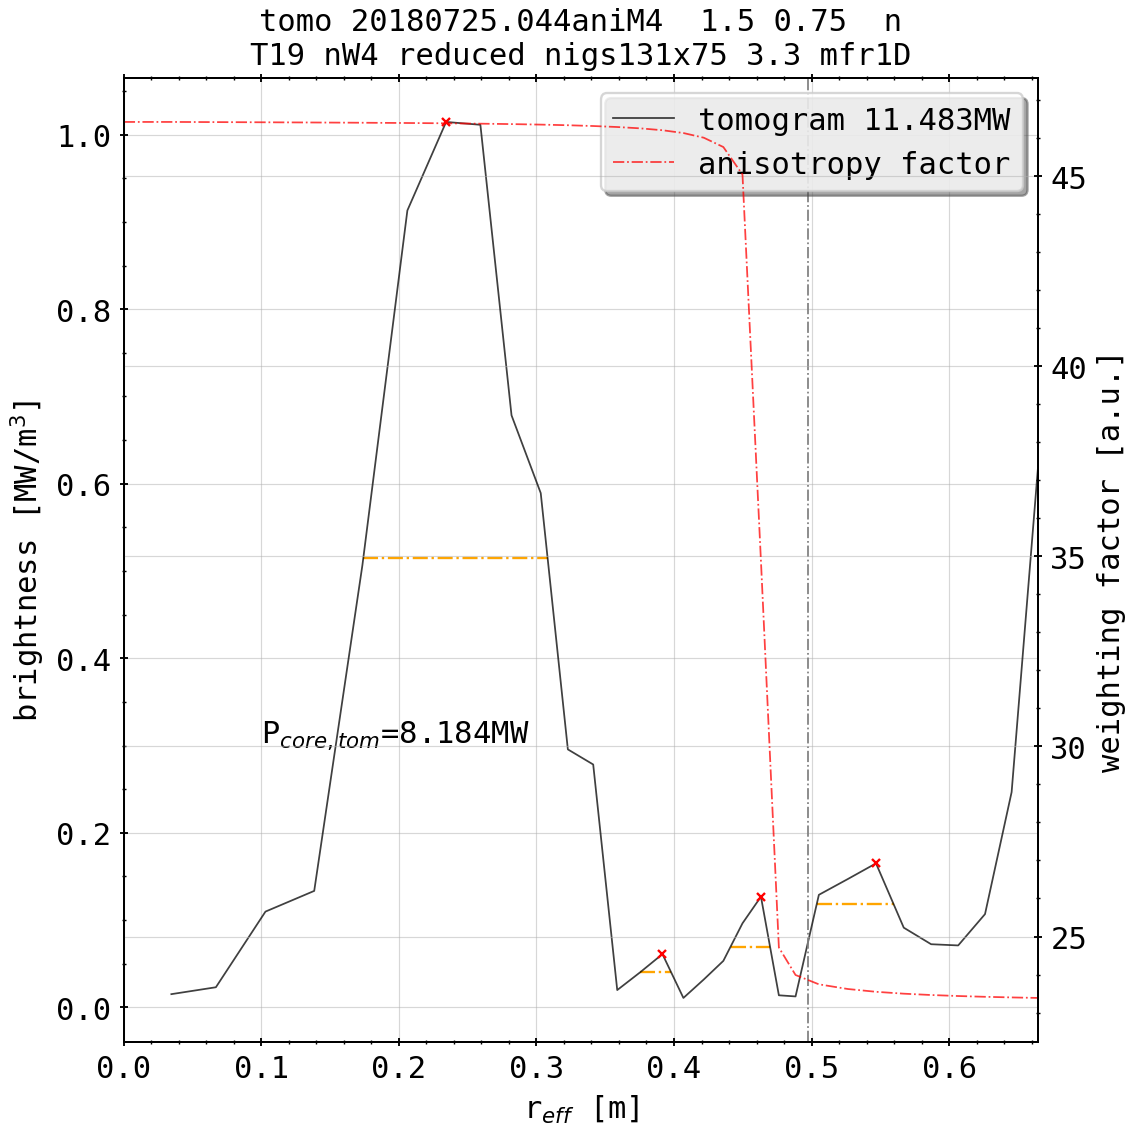 tomo 20180725.044aniM4  1.5 0.75  n
T19 nW4 reduced nigs131x75 3.3 mfr1D
tomogram 11.483MW
anisotropy factor
brightness [MW/m³]
1.0
0.8
0.6
0.4
0.2
0.0
P_core,tom=8.184MW
45
40
35
30
25
weighting factor [a.u.]
0.0 0.1 0.2 0.3 0.4 0.5 0.6
r_eff [m]